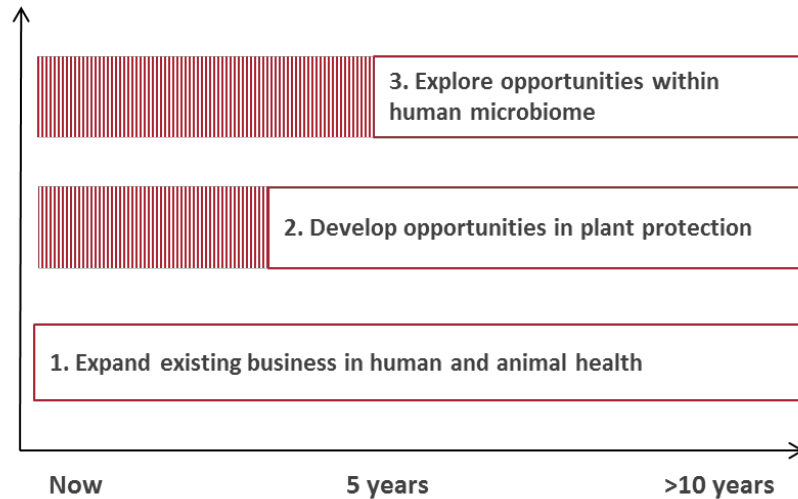 3. Explore opportunities within
human microbiome
2. Develop opportunities in plant protection
1. Expand existing business in human and animal health
Now 5 years >10 years